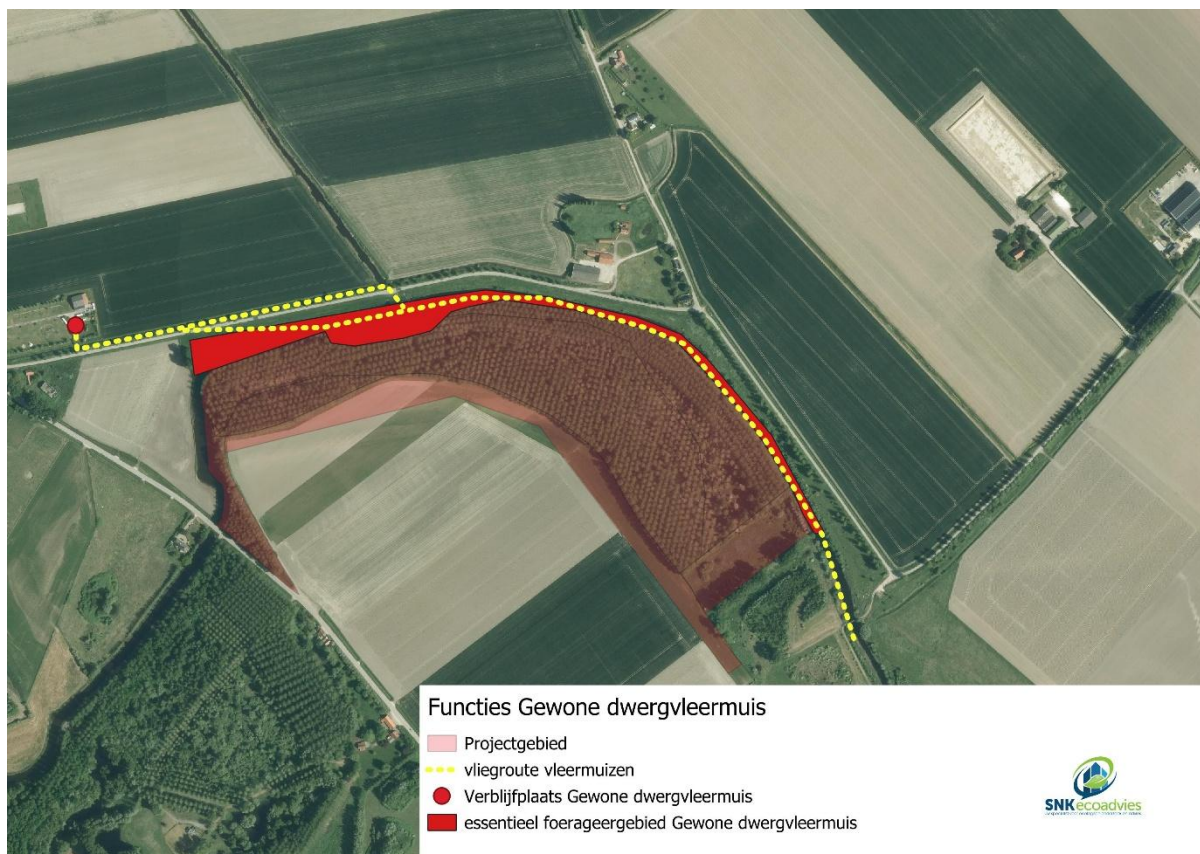 Functies Gewone dwergvleermuis
Projectgebied
vliegroute vleermuizen
Verblijfplaats Gewone dwergvleermuis
essentieel foerageergebied Gewone dwergvleermuis
SNKecoadvies